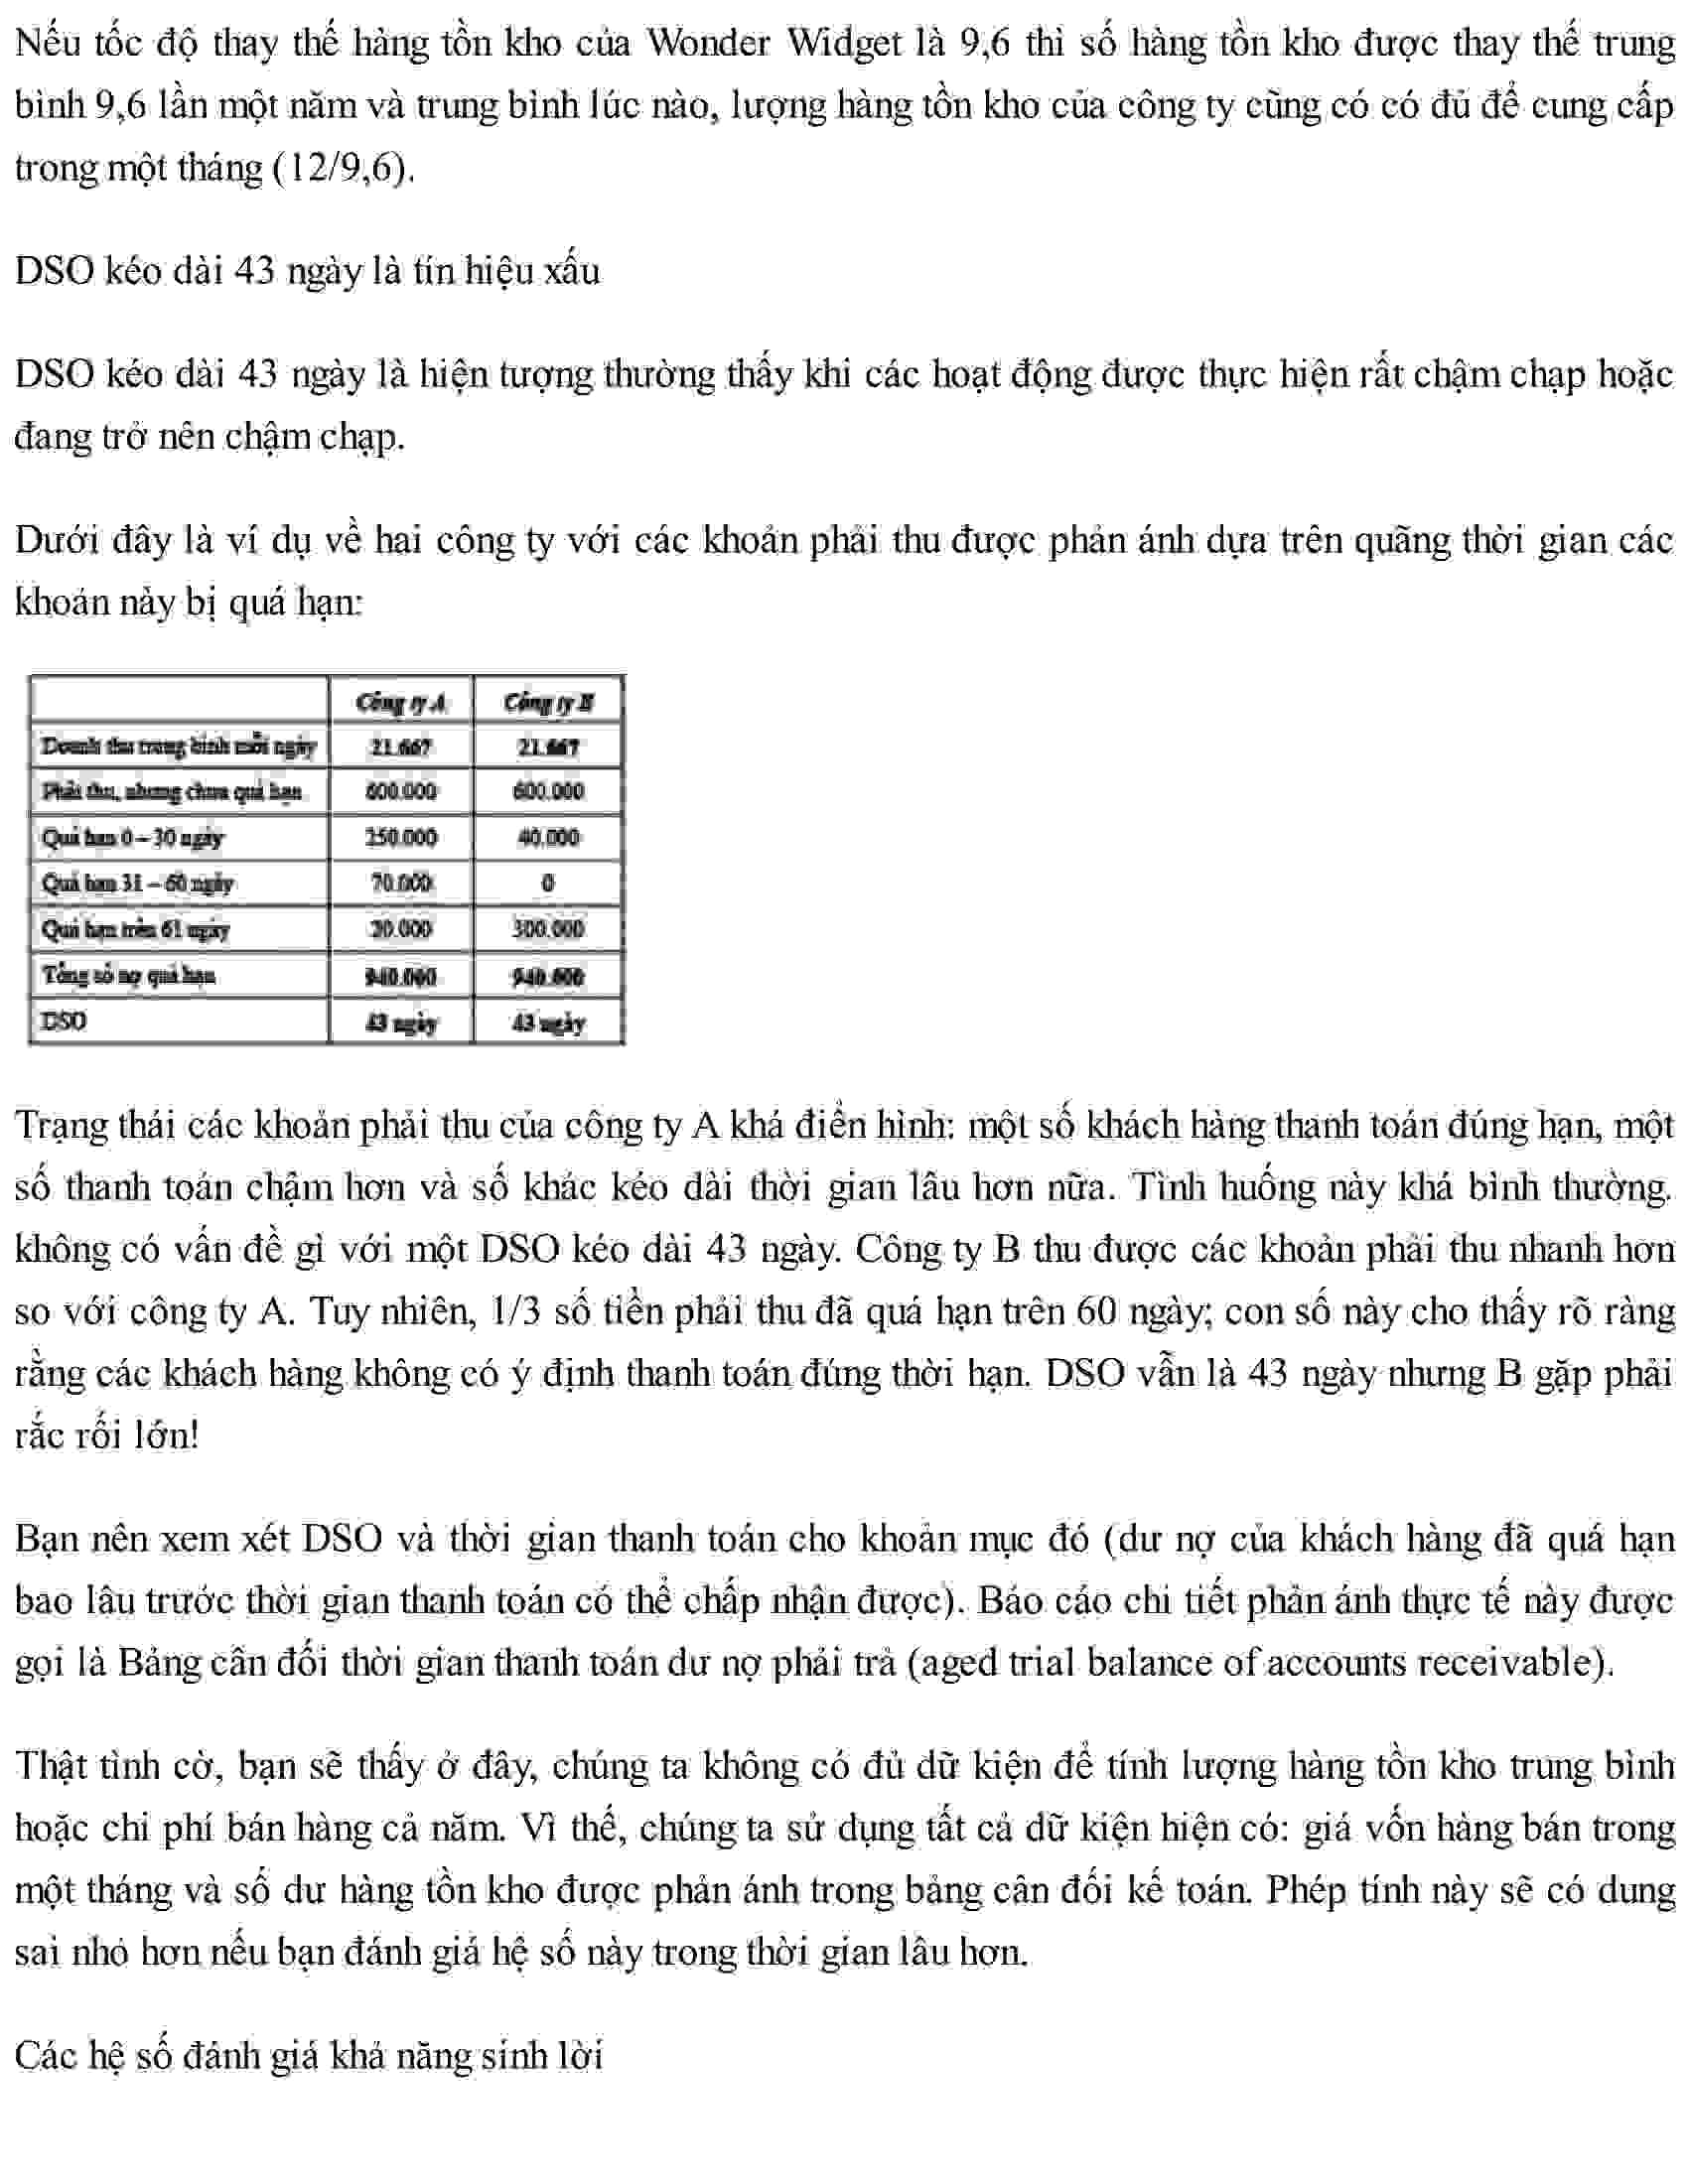 Nếu tốc độ thay thế hàng tồn kho của Wonder Widget là 9,6 thì số hàng tồn kho được thay thế trung
bình 9,6 lần một năm và trung bình lúc nào, lượng hàng tồn kho của công ty cũng có có đủ để cung cấp
trong một tháng (12/9,6).
DSO kéo dài 43 ngày là tín hiệu xấu
DSO kéo dài 43 ngày là hiện tượng thường thấy khi các hoạt động được thực hiện rất chậm chạp hoặc
đang trở nên chậm chạp.
Dưới đây là ví dụ về hai công ty với các khoản phải thu được phản ánh dựa trên quãng thời gian các
khoản này bị quá hạn:
Công ty A Công ty B
Doanh thu trung bình mỗi ngày 21.667 21.667
Phải thu, nhưng chưa quá hạn 600.000 600.000
Quá hạn 0 – 30 ngày 250.000 40.000
Quá hạn 31 – 60 ngày 70.000 0
Quá hạn trên 61 ngày 20.000 300.000
Tổng số nợ quá hạn 940.000 940.000
DSO 43 ngày 43 ngày
Trạng thái các khoản phải thu của công ty A khá điển hình: một số khách hàng thanh toán đúng hạn, một
số thanh toán chậm hơn và số khác kéo dài thời gian lâu hơn nữa. Tình huống này khá bình thường,
không có vấn đề gì với một DSO kéo dài 43 ngày. Công ty B thu được các khoản phải thu nhanh hơn
so với công ty A. Tuy nhiên, 1/3 số tiền phải thu đã quá hạn trên 60 ngày; con số này cho thấy rõ ràng
rằng các khách hàng không có ý định thanh toán đúng thời hạn. DSO vẫn là 43 ngày nhưng B gặp phải
rắc rối lớn!
Bạn nên xem xét DSO và thời gian thanh toán cho khoản mục đó (dư nợ của khách hàng đã quá hạn
bao lâu trước thời gian thanh toán có thể chấp nhận được). Báo cáo chi tiết phản ánh thực tế này được
gọi là Bảng cân đối thời gian thanh toán dư nợ phải trả (aged trial balance of accounts receivable).
Thật tình cờ, bạn sẽ thấy ở đây, chúng ta không có đủ dữ kiện để tính lượng hàng tồn kho trung bình
hoặc chi phí bán hàng cả năm. Vì thế, chúng ta sử dụng tất cả dữ kiện hiện có: giá vốn hàng bán trong
một tháng và số dư hàng tồn kho được phản ánh trong bảng cân đối kế toán. Phép tính này sẽ có dung
sai nhỏ hơn nếu bạn đánh giá hệ số này trong thời gian lâu hơn.
Các hệ số đánh giá khả năng sinh lời